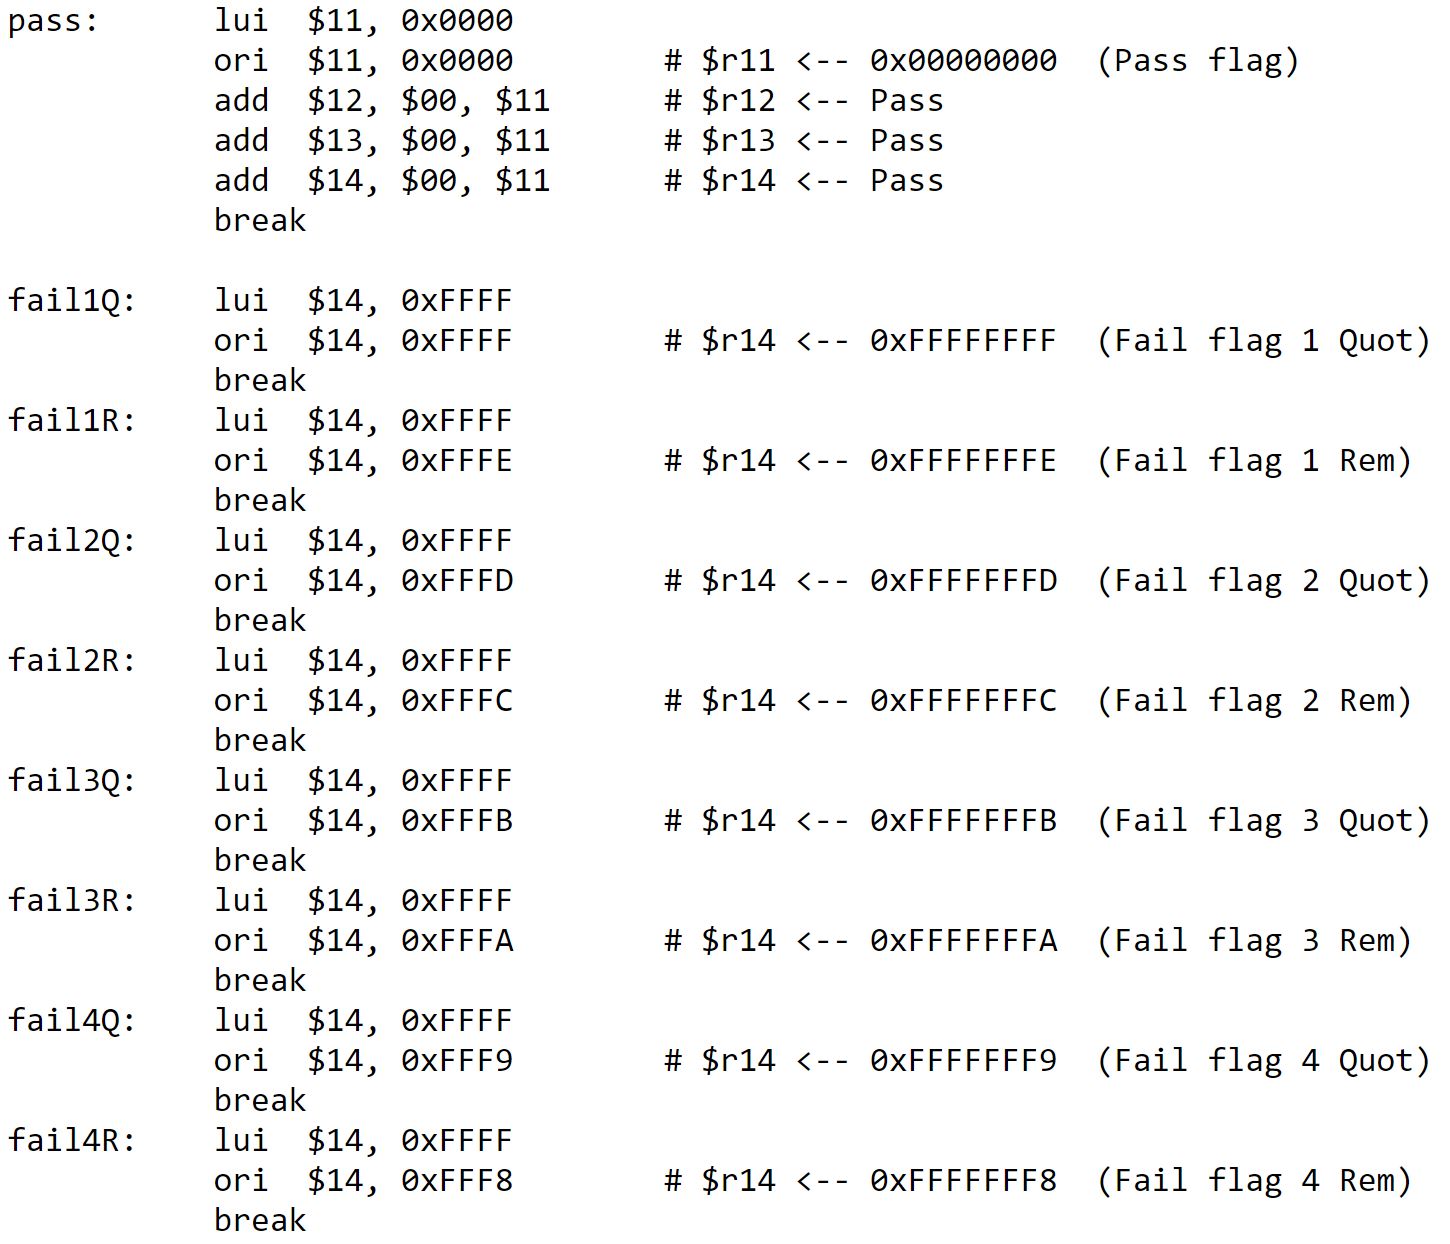 pass:      lui  $11, 0x0000
           ori  $11, 0x0000        # $r11 <-- 0x00000000  (Pass flag)
           add  $12, $00, $11      # $r12 <-- Pass
           add  $13, $00, $11      # $r13 <-- Pass
           add  $14, $00, $11      # $r14 <-- Pass
           break

fail1Q:    lui  $14, 0xFFFF
           ori  $14, 0xFFFF        # $r14 <-- 0xFFFFFFFF  (Fail flag 1 Quot)
           break
fail1R:    lui  $14, 0xFFFF
           ori  $14, 0xFFFE        # $r14 <-- 0xFFFFFFFE  (Fail flag 1 Rem)
           break
fail2Q:    lui  $14, 0xFFFF
           ori  $14, 0xFFFD        # $r14 <-- 0xFFFFFFFD  (Fail flag 2 Quot)
           break
fail2R:    lui  $14, 0xFFFF
           ori  $14, 0xFFFC        # $r14 <-- 0xFFFFFFFC  (Fail flag 2 Rem)
           break
fail3Q:    lui  $14, 0xFFFF
           ori  $14, 0xFFFB        # $r14 <-- 0xFFFFFFFB  (Fail flag 3 Quot)
           break
fail3R:    lui  $14, 0xFFFF
           ori  $14, 0xFFFA        # $r14 <-- 0xFFFFFFFA  (Fail flag 3 Rem)
           break
fail4Q:    lui  $14, 0xFFFF
           ori  $14, 0xFFF9        # $r14 <-- 0xFFFFFFF9  (Fail flag 4 Quot)
           break
fail4R:    lui  $14, 0xFFFF
           ori  $14, 0xFFF8        # $r14 <-- 0xFFFFFFF8  (Fail flag 4 Rem)
           break